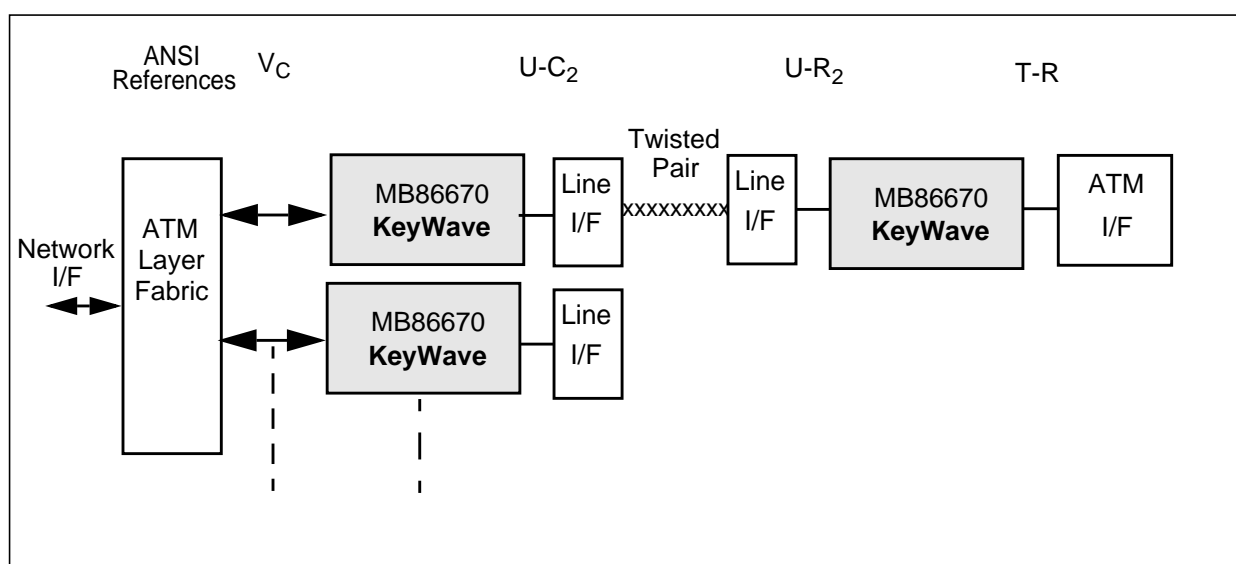 ANSI
References
V_C
U-C_2
U-R_2
T-R
Network
I/F
ATM
Layer
Fabric
MB86670
KeyWave
Line
I/F
Twisted
Pair
xxxxxxxxx
Line
I/F
MB86670
KeyWave
ATM
I/F
MB86670
KeyWave
Line
I/F